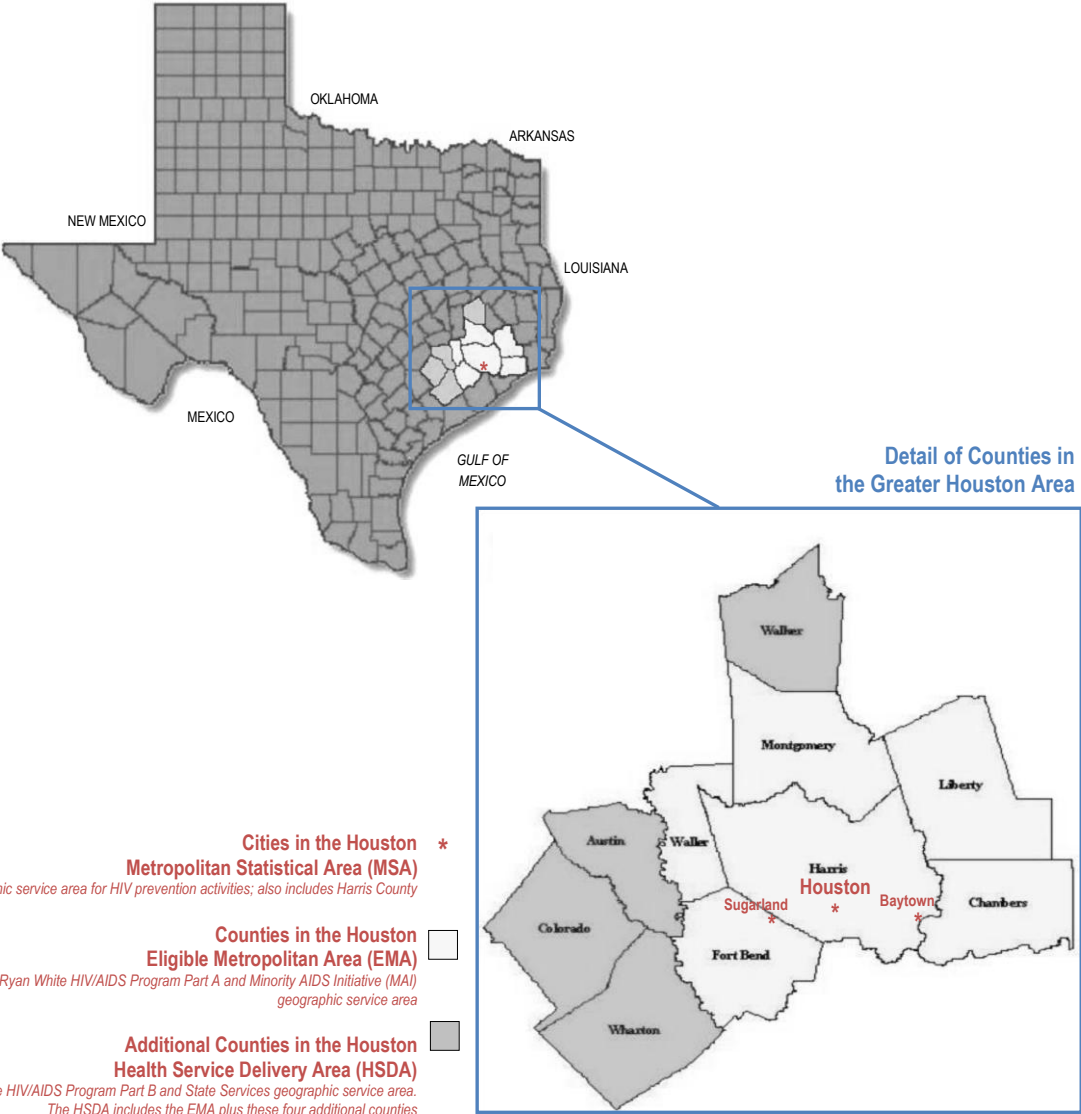 OKLAHOMA
ARKANSAS
NEW MEXICO
LOUISIANA
MEXICO
GULF OF
MEXICO
Detail of Counties in
the Greater Houston Area
Walker
Montgomery
Liberty
Austin
Waller
Harris
Houston
Sugarland
Baytown
Chambers
Colorado
Fort Bend
Wharton
Cities in the Houston *
Metropolitan Statistical Area (MSA)
service area for HIV prevention activities; also includes Harris County
Counties in the Houston
Eligible Metropolitan Area (EMA)
Ryan White HIV/AIDS Program Part A and Minority AIDS Initiative (MAI)
geographic service area
Additional Counties in the Houston
Health Service Delivery Area (HSDA)
HIV/AIDS Program Part B and State Services geographic service area.
The HSDA includes the EMA plus these four additional counties